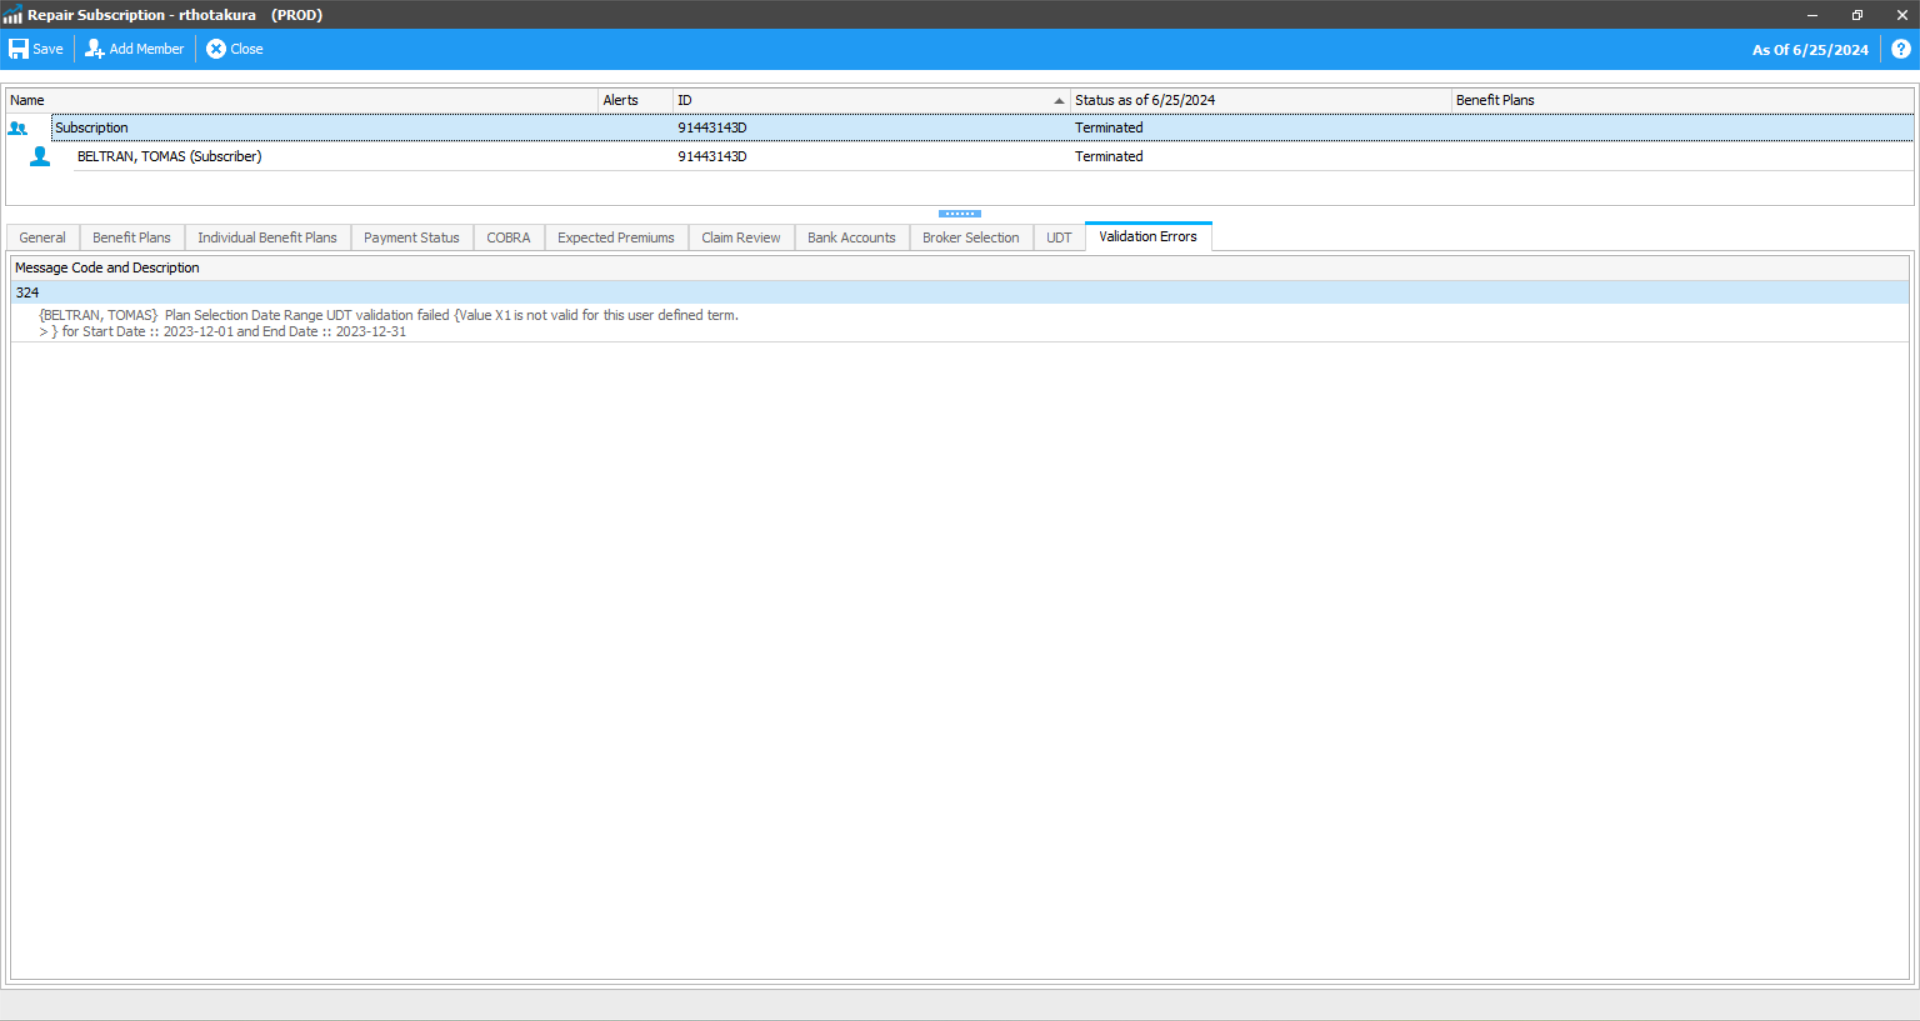 Repair Subscription - rthotakura (PROD)
Save Add Member Close As Of 6/25/2024 ?
Name Alerts ID Status as of 6/25/2024 Benefit Plans
Subscription 91443143D Terminated
BELTRAN, TOMAS (Subscriber) 91443143D Terminated
General Benefit Plans Individual Benefit Plans Payment Status COBRA Expected Premiums Claim Review Bank Accounts Broker Selection UDT Validation Errors
Message Code and Description
324
{BELTRAN, TOMAS} Plan Selection Date Range UDT validation failed {Value X1 is not valid for this user defined term.
> } for Start Date :: 2023-12-01 and End Date :: 2023-12-31